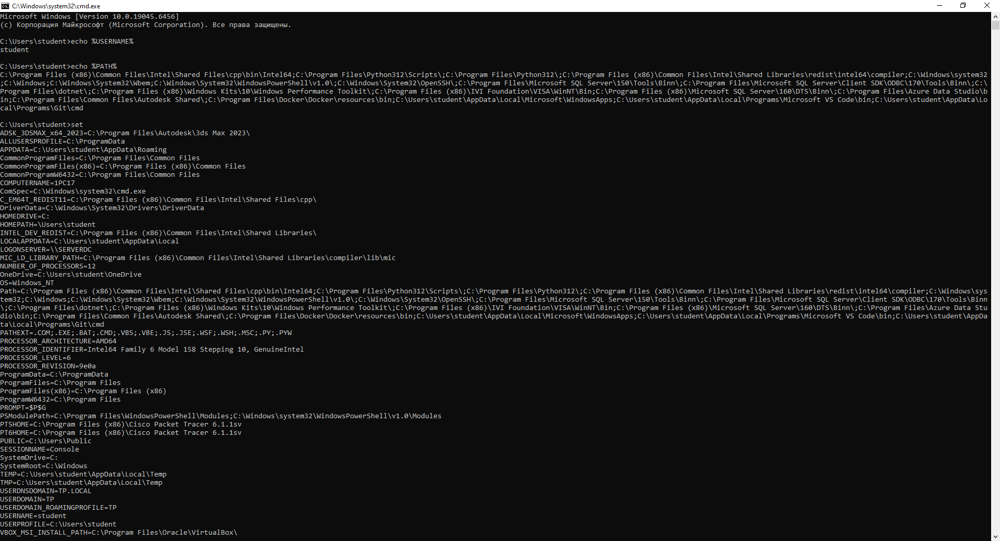 C:\Windows\system32\cmd.exe
Microsoft Windows [Version 10.0.19045.6456]
(c) Корпорация Майкрософт (Microsoft Corporation). Все права защищены.
C:\Users\student>echo %USERNAME%
student
C:\Users\student>echo %PATH%
C:\Program Files (x86)\Common Files\Intel\Shared Files\cpp\bin\Intel64;C:\Program Files\Python312\Scripts\;C:\Program Files\Python312\;C:\Program Files (x86)\Common Files\Intel\Shared Libraries\redist\intel64\compiler;C:\Windows\system32
;C:\Windows;C:\Windows\System32\Wbem;C:\Windows\System32\WindowsPowerShell\v1.0\;C:\Windows\System32\OpenSSH\;C:\Program Files\Microsoft SQL Server\150\Tools\Binn\;C:\Program Files\Microsoft SQL Server\Client SDK\ODBC\170\Tools\Binn\;C:\
Program Files\dotnet\;C:\Program Files (x86)\Windows Kits\10\Windows Performance Toolkit\;C:\Program Files (x86)\IVI Foundation\VISA\WinNT\Bin;C:\Program Files (x86)\Microsoft SQL Server\160\DTS\Binn\;C:\Program Files\Azure Data Studio\b
in;C:\Program Files\Common Files\Autodesk Shared\;C:\Program Files\Docker\Docker\resources\bin;C:\Users\student\AppData\Local\Microsoft\WindowsApps;C:\Users\student\AppData\Local\Programs\Microsoft VS Code\bin;C:\Users\student\AppData\Lo
cal\Programs\Git\cmd
C:\Users\student>set
ADSK_3DSMAX_x64_2023=C:\Program Files\Autodesk\3ds Max 2023\
ALLUSERSPROFILE=C:\ProgramData
APPDATA=C:\Users\student\AppData\Roaming
CommonProgramFiles=C:\Program Files\Common Files
CommonProgramFiles(x86)=C:\Program Files (x86)\Common Files
CommonProgramW6432=C:\Program Files\Common Files
COMPUTERNAME=1PC17
ComSpec=C:\Windows\system32\cmd.exe
C_EM64T_REDIST11=C:\Program Files (x86)\Common Files\Intel\Shared Files\cpp\
DriverData=C:\Windows\System32\Drivers\DriverData
HOMEDRIVE=C:
HOMEPATH=\Users\student
INTEL_DEV_REDIST=C:\Program Files (x86)\Common Files\Intel\Shared Libraries\
LOCALAPPDATA=C:\Users\student\AppData\Local
LOGONSERVER=\\SERVERDC
MIC_LD_LIBRARY_PATH=C:\Program Files (x86)\Common Files\Intel\Shared Libraries\compiler\lib\mic
NUMBER_OF_PROCESSORS=12
OneDrive=C:\Users\student\OneDrive
OS=Windows_NT
Path=C:\Program Files (x86)\Common Files\Intel\Shared Files\cpp\bin\Intel64;C:\Program Files\Python312\Scripts\;C:\Program Files\Python312\;C:\Program Files (x86)\Common Files\Intel\Shared Libraries\redist\intel64\compiler;C:\Windows\sys
tem32;C:\Windows;C:\Windows\System32\Wbem;C:\Windows\System32\WindowsPowerShell\v1.0\;C:\Windows\System32\OpenSSH\;C:\Program Files\Microsoft SQL Server\150\Tools\Binn\;C:\Program Files\Microsoft SQL Server\Client SDK\ODBC\170\Tools\Binn
\;C:\Program Files\dotnet\;C:\Program Files (x86)\Windows Kits\10\Windows Performance Toolkit\;C:\Program Files (x86)\IVI Foundation\VISA\WinNT\Bin;C:\Program Files (x86)\Microsoft SQL Server\160\DTS\Binn\;C:\Program Files\Azure Data Stu
dio\bin;C:\Program Files\Common Files\Autodesk Shared\;C:\Program Files\Docker\Docker\resources\bin;C:\Users\student\AppData\Local\Microsoft\WindowsApps;C:\Users\student\AppData\Local\Programs\Microsoft VS Code\bin;C:\Users\student\AppDa
ta\Local\Programs\Git\cmd
PATHEXT=.COM;.EXE;.BAT;.CMD;.VBS;.VBE;.JS;.JSE;.WSF;.WSH;.MSC;.PY;.PYW
PROCESSOR_ARCHITECTURE=AMD64
PROCESSOR_IDENTIFIER=Intel64 Family 6 Model 158 Stepping 10, GenuineIntel
PROCESSOR_LEVEL=6
PROCESSOR_REVISION=9e0a
ProgramData=C:\ProgramData
ProgramFiles=C:\Program Files
ProgramFiles(x86)=C:\Program Files (x86)
ProgramW6432=C:\Program Files
PROMPT=$P$G
PSModulePath=C:\Program Files\WindowsPowerShell\Modules;C:\Windows\system32\WindowsPowerShell\v1.0\Modules
PT5HOME=C:\Program Files (x86)\Cisco Packet Tracer 6.1.1sv
PT6HOME=C:\Program Files (x86)\Cisco Packet Tracer 6.1.1sv
PUBLIC=C:\Users\Public
SESSIONNAME=Console
SystemDrive=C:
SystemRoot=C:\Windows
TEMP=C:\Users\student\AppData\Local\Temp
TMP=C:\Users\student\AppData\Local\Temp
USERDNSDOMAIN=TP.LOCAL
USERDOMAIN=TP
USERDOMAIN_ROAMINGPROFILE=TP
USERNAME=student
USERPROFILE=C:\Users\student
VBOX_MSI_INSTALL_PATH=C:\Program Files\Oracle\VirtualBox\